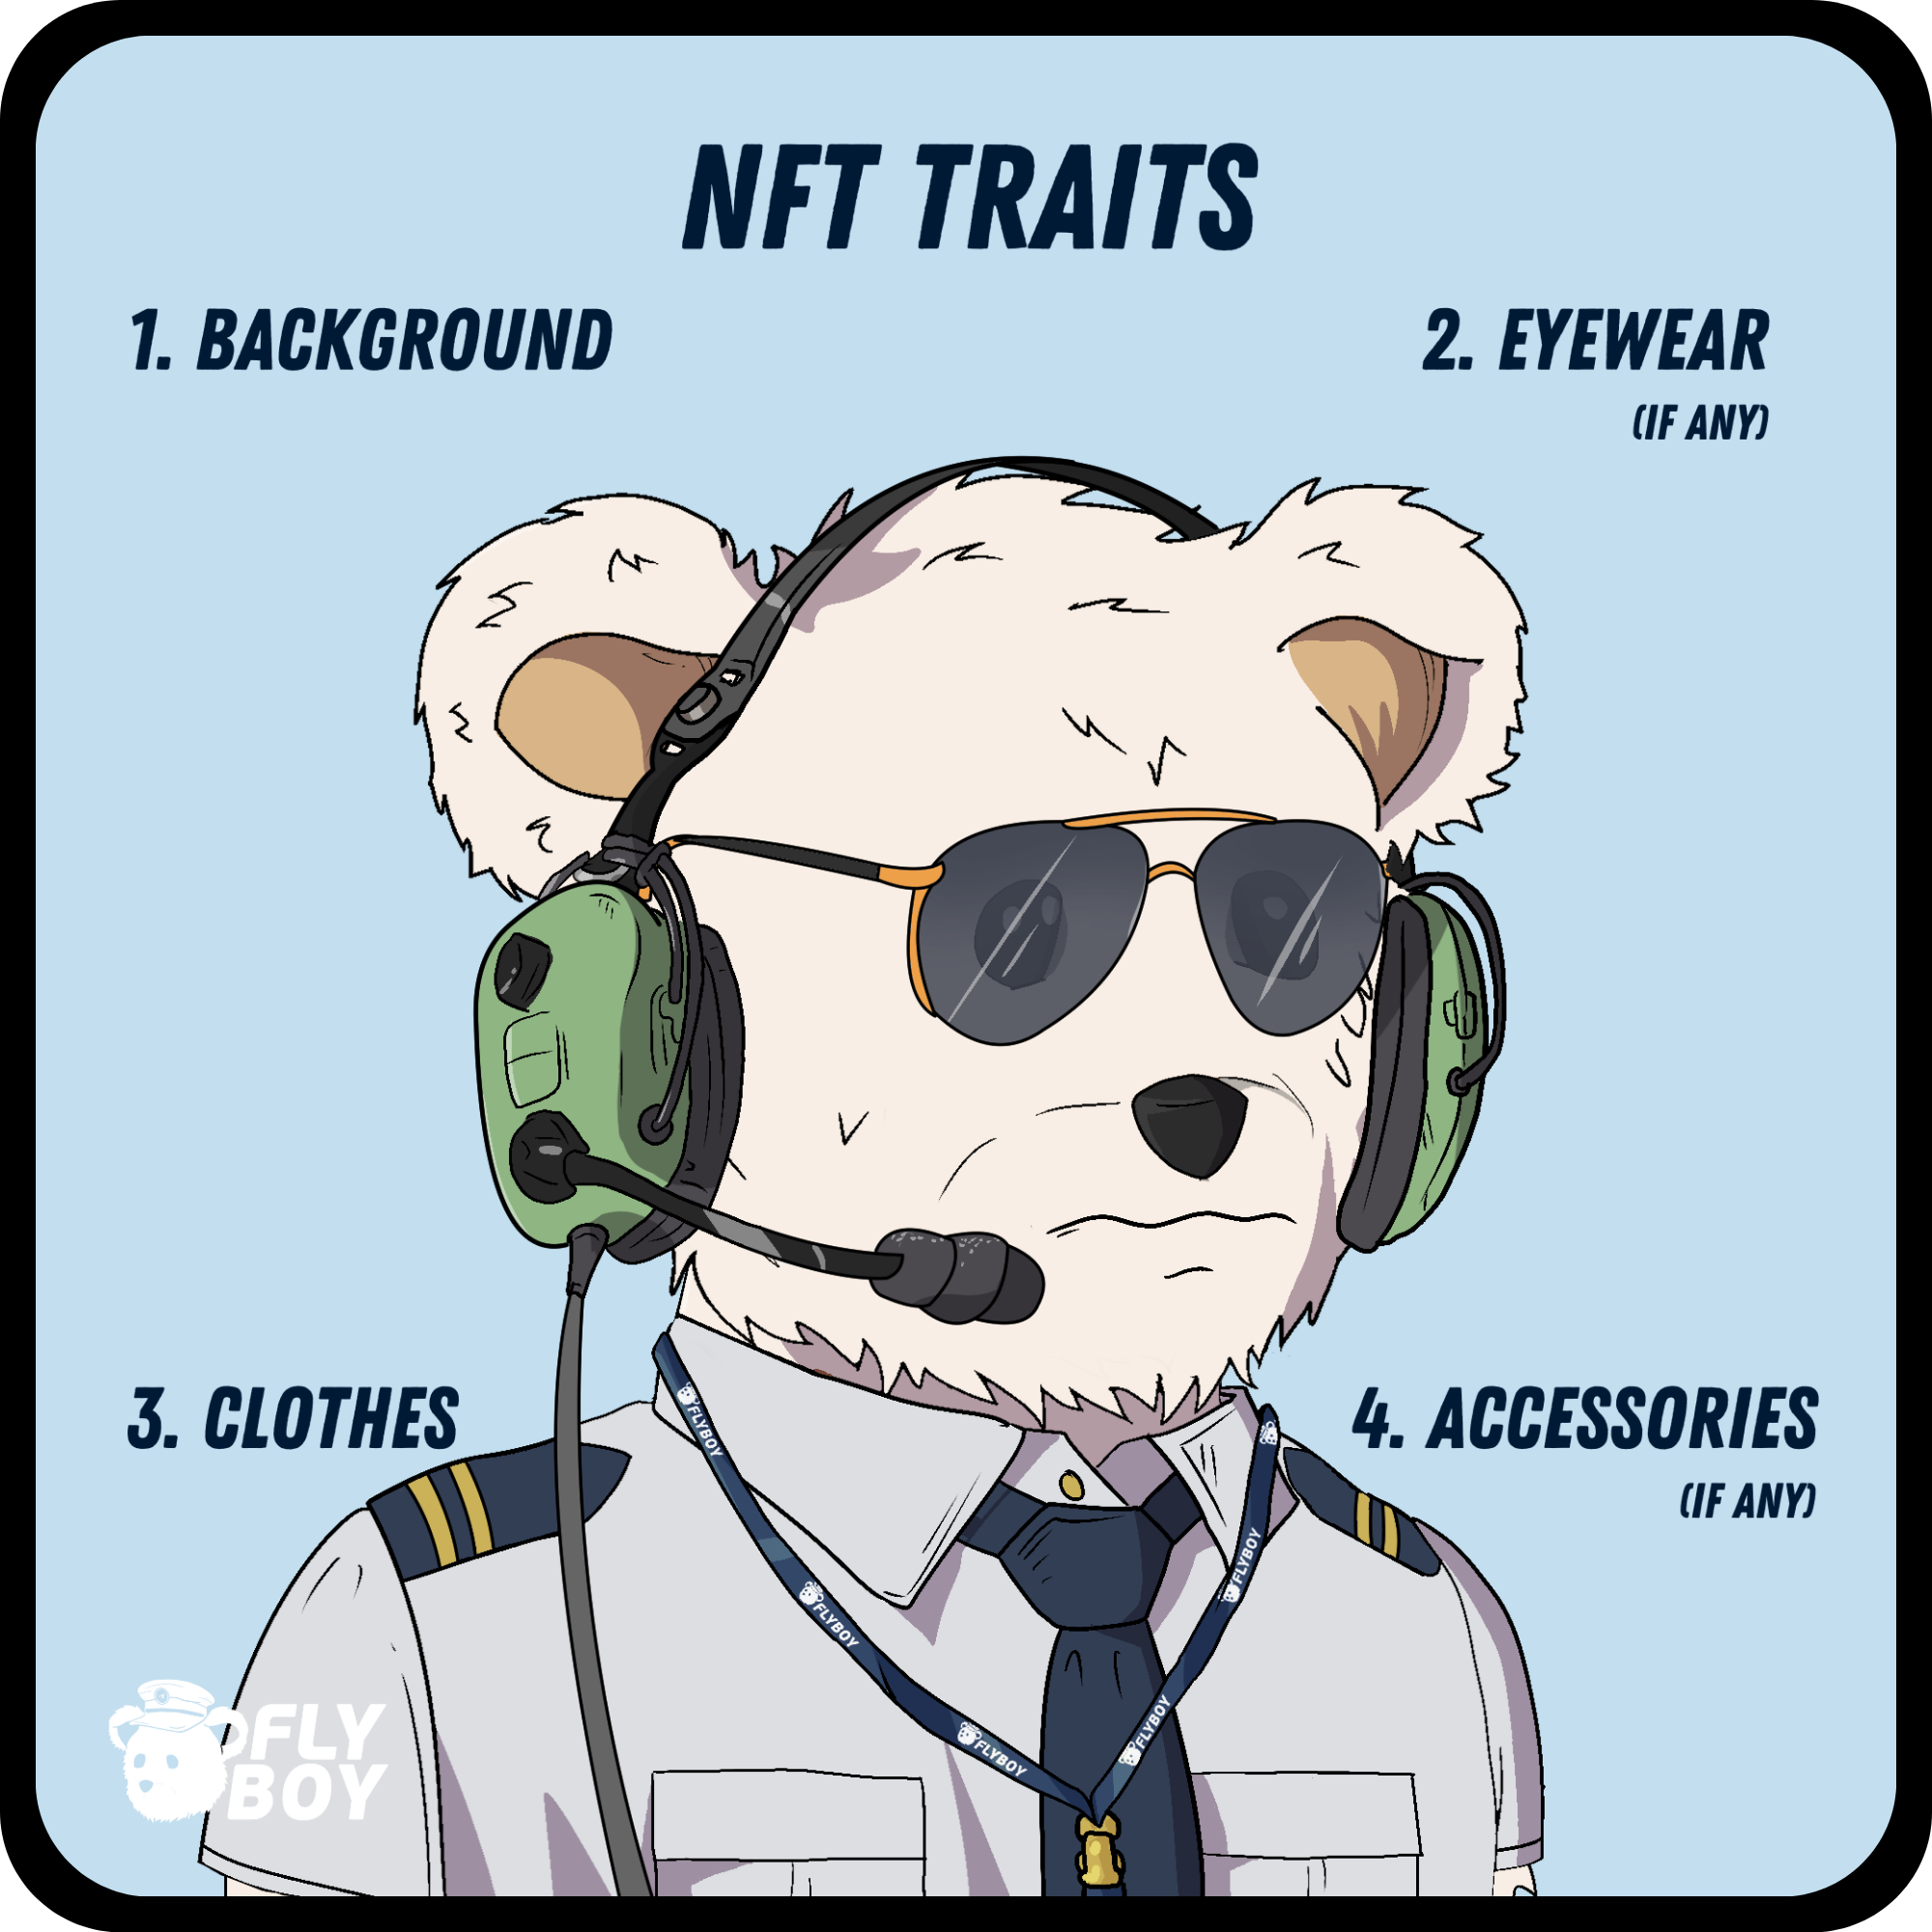 NFT TRAITS
1. BACKGROUND
2. EYEWEAR
(IF ANY)
3. CLOTHES
4. ACCESSORIES
(IF ANY)
FLYBOY
FLYBOY
FLYBOY
FLYBOY
FLYBOY
FLY
BOY